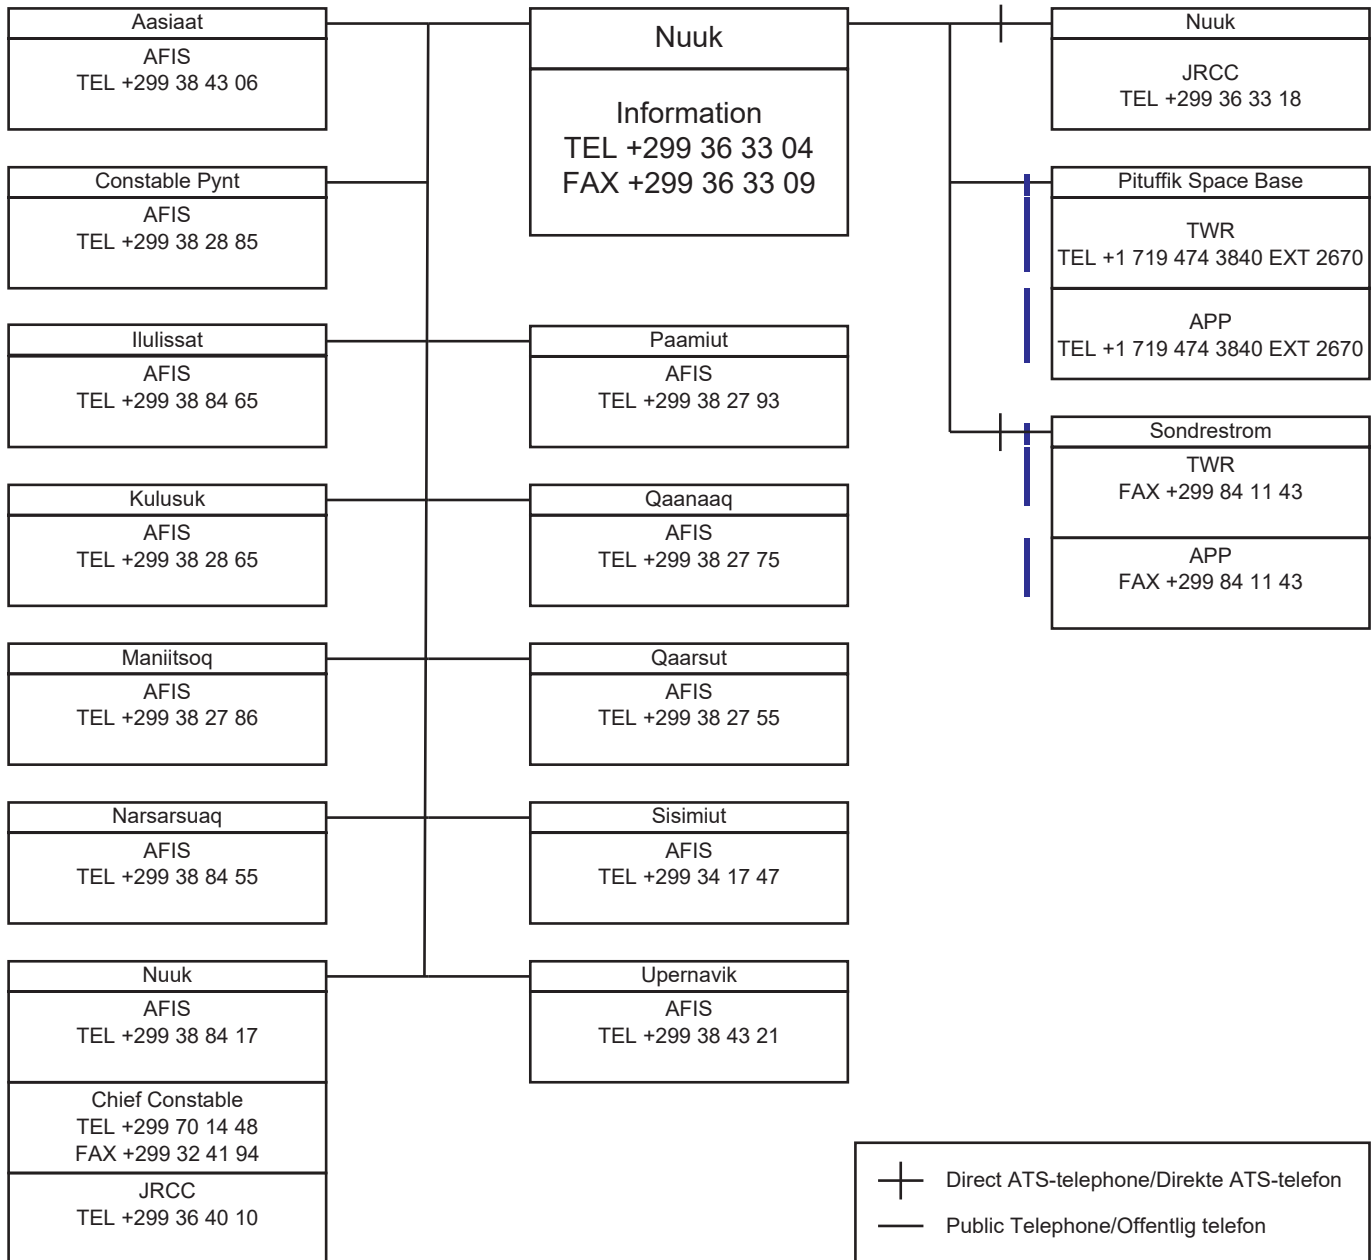 Aasiaat
AFIS
TEL +299 38 43 06
Constable Pynt
AFIS
TEL +299 38 28 85
Ilulissat
AFIS
TEL +299 38 84 65
Kulusuk
AFIS
TEL +299 38 28 65
Maniitsoq
AFIS
TEL +299 38 27 86
Narsarsuaq
AFIS
TEL +299 38 84 55
Nuuk
AFIS
TEL +299 38 84 17
Chief Constable
TEL +299 70 14 48
FAX +299 32 41 94
JRCC
TEL +299 36 40 10
Nuuk
Information
TEL +299 36 33 04
FAX +299 36 33 09
Paamiut
AFIS
TEL +299 38 27 93
Qaanaaq
AFIS
TEL +299 38 27 75
Qaarsut
AFIS
TEL +299 38 27 55
Sisimiut
AFIS
TEL +299 34 17 47
Upernavik
AFIS
TEL +299 38 43 21
Nuuk
JRCC
TEL +299 36 33 18
Pituffik Space Base
TWR
TEL +1 719 474 3840 EXT 2670
APP
TEL +1 719 474 3840 EXT 2670
Sondrestrom
TWR
FAX +299 84 11 43
APP
FAX +299 84 11 43
Direct ATS-telephone/Direkte ATS-telefon
Public Telephone/Offentlig telefon